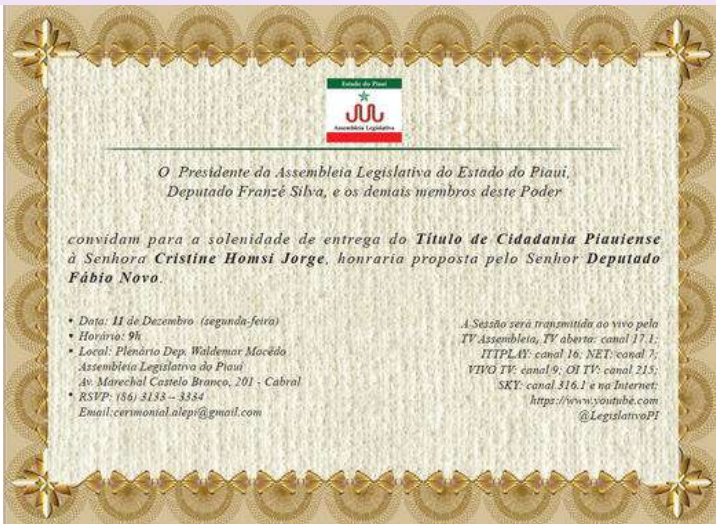 Estado do Piauí
Assembleia Legislativa
O Presidente da Assembleia Legislativa do Estado do Piaui,
Deputado Franzé Silva, e os demais membros deste Poder
convidam para a solenidade de entrega do Título de Cidadania Piauiense
à Senhora Cristine Homsi Jorge, honraria proposta pelo Senhor Deputado
Fábio Novo.
• Data: 11 de Dezembro (segunda-feira)
• Horário: 9h
• Local: Plenário Dep. Waldemar Macêdo
Assembleia Legislativa do Piauí
Av. Marechal Castelo Branco, 201 - Cabral
• RSVP: (86) 3133 – 3334
Email:cerimonial.alepi@gmail.com
A Sessão será transmitida ao vivo pela
TV Assembleia, TV aberta: canal 17.1;
ITTPLAY: canal 16; NET: canal 7;
VIVO TV: canal 9; OI TV: canal 215;
SKY: canal 316.1 e na Internet:
https://www.youtube.com
@LegislativoPI